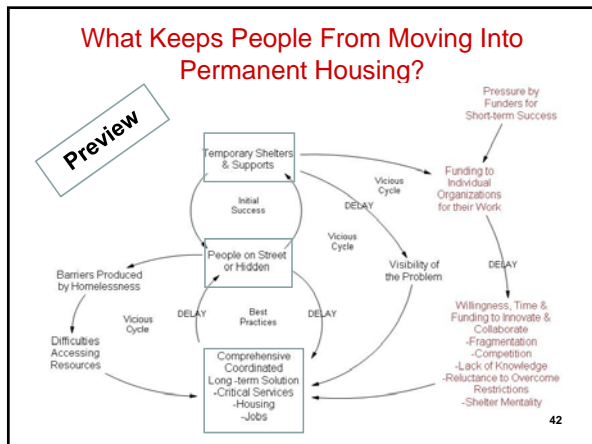 What Keeps People From Moving Into
Permanent Housing?
Preview
Pressure by
Funders for
Short-term Success
Temporary Shelters
& Supports
Vicious
Cycle
Funding to
Individual
Organizations
for their Work
Initial
Success
DELAY
Vicious
Cycle
People on Street
or Hidden
Visibility of
the Problem
DELAY
Barriers Produced
by Homelessness
Vicious
Cycle
DELAY
Best
Practices
DELAY
Willingness, Time &
Funding to Innovate &
Collaborate
-Fragmentation
-Competition
-Lack of Knowledge
-Reluctance to Overcome
Restrictions
-Shelter Mentality
Difficulties
Accessing
Resources
Comprehensive
Coordinated
Long -term Solution
-Critical Services
-Housing
-Jobs
42